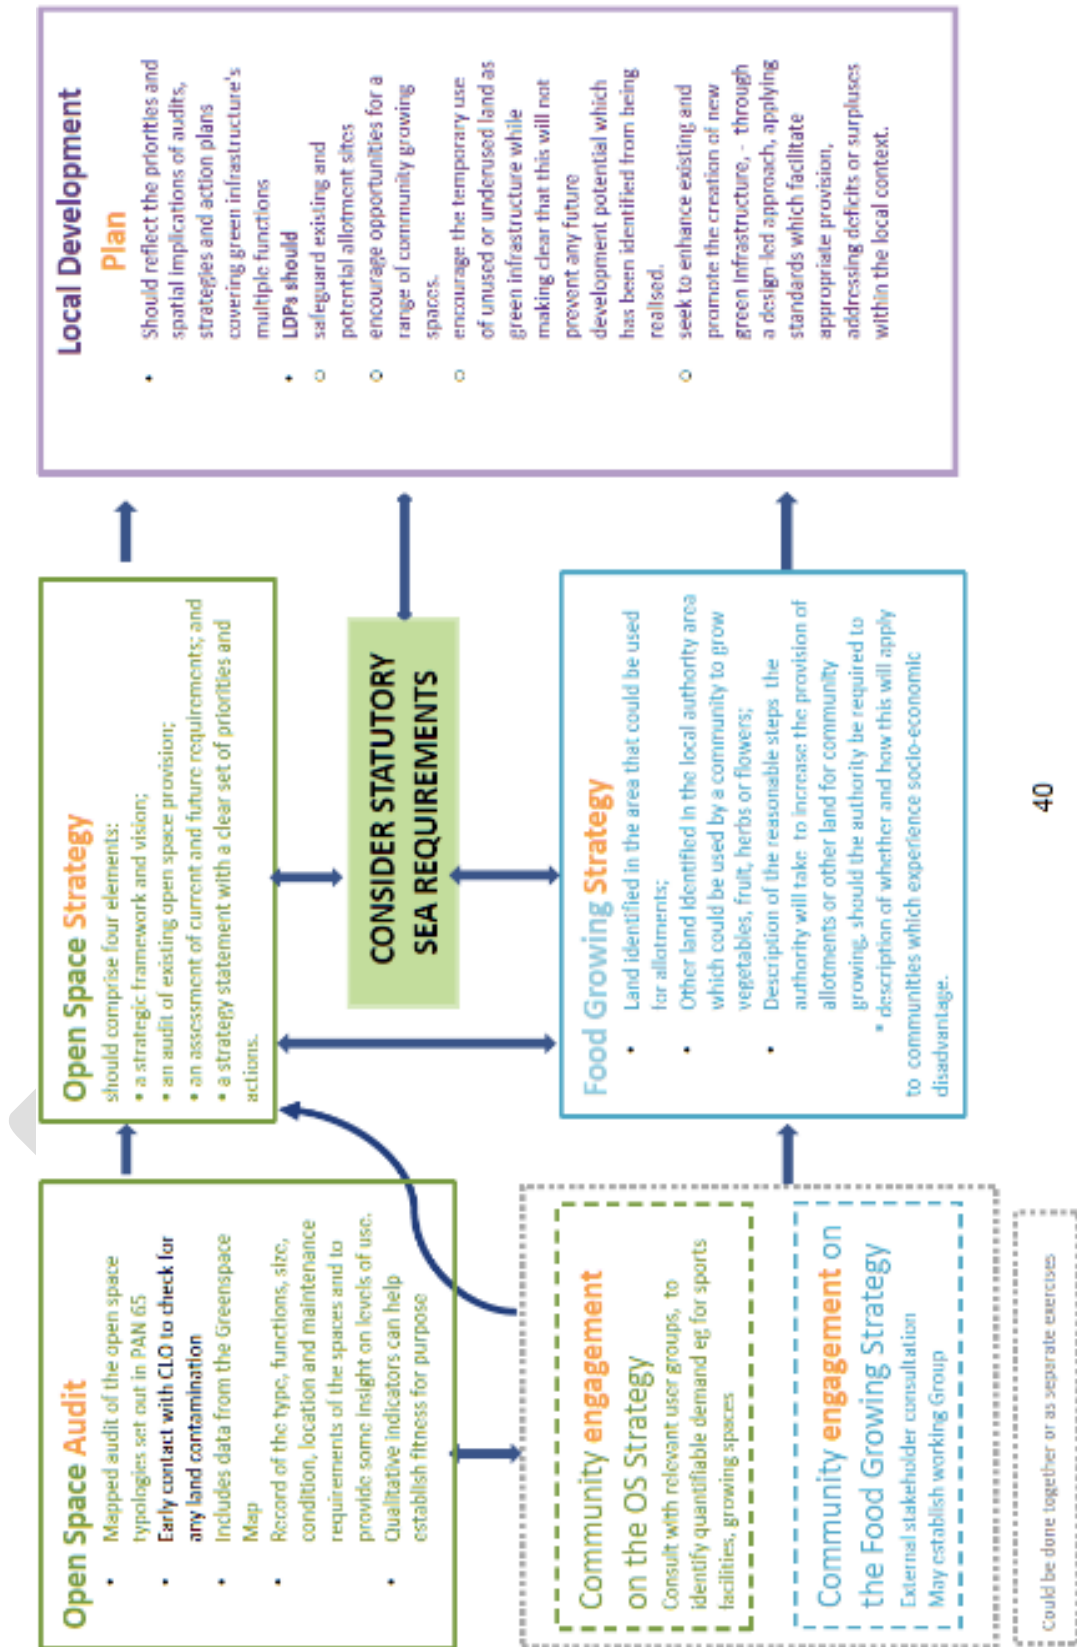 Open Space Audit
• Mapped audit of the open space
typologies set out in PAN 65
• Early contact with CLO to check for
any land contamination
• Includes data from the Greenspace
Map
• Record of the type, functions, size,
condition, location and maintenance
requirements of the spaces and to
provide some insight on levels of use.
• Qualitative indicators can help
establish fitness for purpose
Community engagement
on the OS Strategy
Consult with relevant user groups, to
identify quantifiable demand eg for sports
facilities, growing spaces
Community engagement on
the Food Growing Strategy
External stakeholder consultation
May establish working Group
Could be done together or as separate exercises
Open Space Strategy
should comprise four elements:
• a strategic framework and vision;
• an audit of existing open space provision;
• an assessment of current and future requirements; and
• a strategy statement with a clear set of priorities and
actions.
CONSIDER STATUTORY
SEA REQUIREMENTS
Food Growing Strategy
• Land identified in the area that could be used
for allotments;
• Other land identified in the local authority area
which could be used by a community to grow
vegetables, fruit, herbs or flowers;
• Description of the reasonable steps the
authority will take to increase the provision of
allotments or other land for community
growing, should the authority be required to
• description of whether and how this will apply
to communities which experience socio-economic
disadvantage.
Local Development
Plan
• Should reflect the priorities and
spatial implications of audits,
strategies and action plans
covering green infrastructure's
multiple functions
• LDPs should
o safeguard existing and
potential allotment sites
o encourage opportunities for a
range of community growing
spaces.
o encourage the temporary use
of unused or underused land as
green infrastructure while
making clear that this will not
prevent any future
development potential which
has been identified from being
realised.
o seek to enhance existing and
promote the creation of new
green infrastructure, - through
a design-led approach, applying
standards which facilitate
appropriate provision,
addressing deficits or surpluses
within the local context.
40